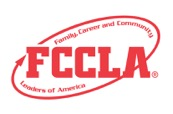 Family, Career and Community
FCCLA®
Leaders of America